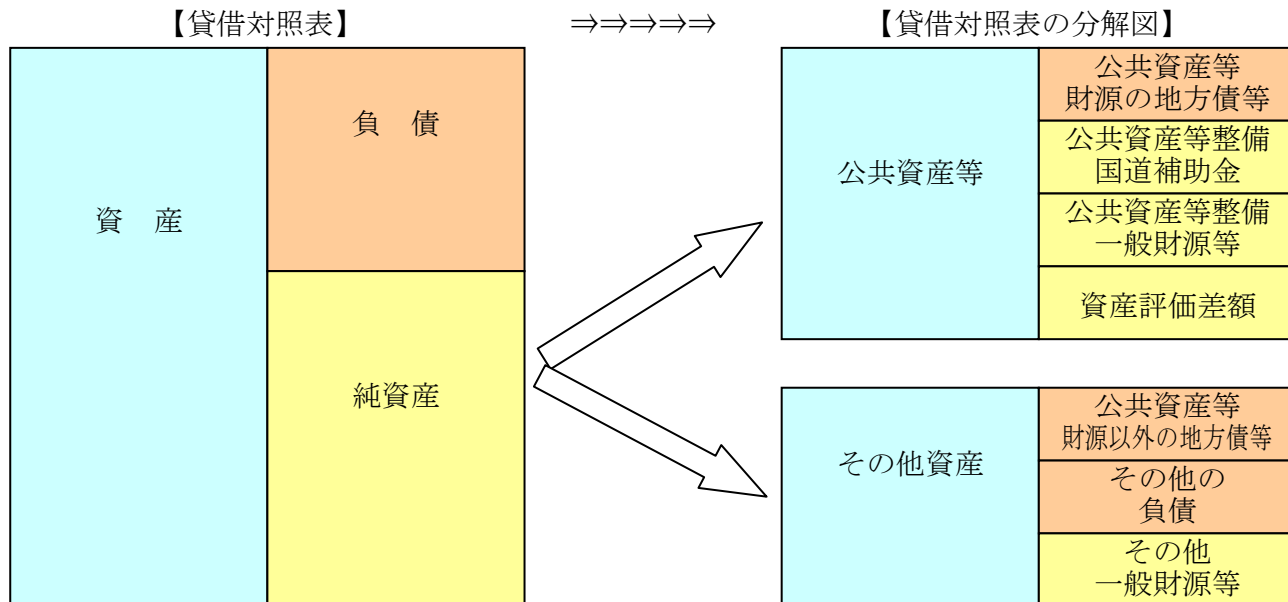 【貸借対照表】
⇒⇒⇒⇒⇒
【貸借対照表の分解図】
資　産
負　債
純資産
公共資産等
公共資産等
財源の地方債等
公共資産等整備
国道補助金
公共資産等整備
一般財源等
資産評価差額
その他資産
公共資産等
財源以外の地方債等
その他の
負債
その他
一般財源等